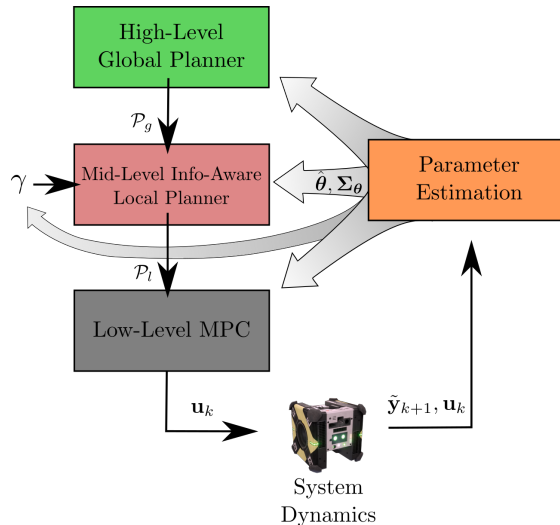 High-Level
Global Planner
𝒫_g
γ
Mid-Level Info-Aware
Local Planner
θ̂, Σ_θ
Parameter
Estimation
𝒫_l
Low-Level MPC
u_k
ỹ_{k+1}, u_k
System
Dynamics